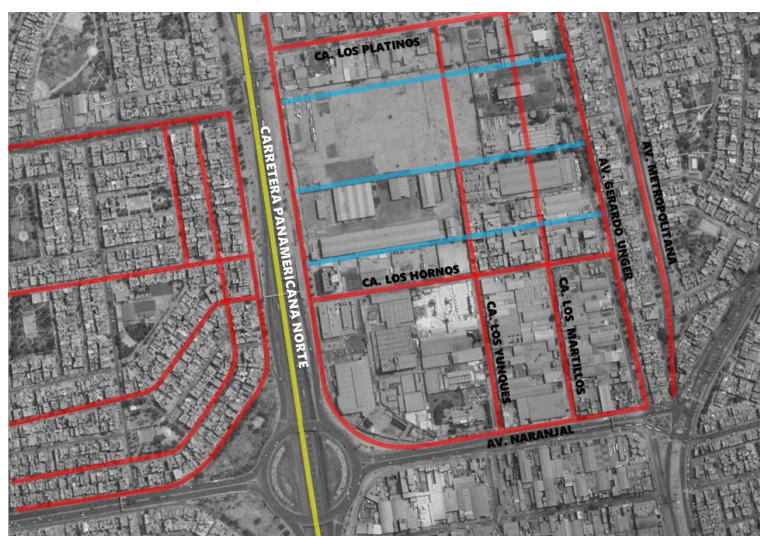 CA. LOS PLATINOS
CARRETERA PANAMERICANA NORTE
AV. METROPOLITANA
AV. GERARDO UNGER
CA. LOS HORNOS
CA. LOS YUNQUES
CA. LOS MARTILLOS
AV. NARANJAL